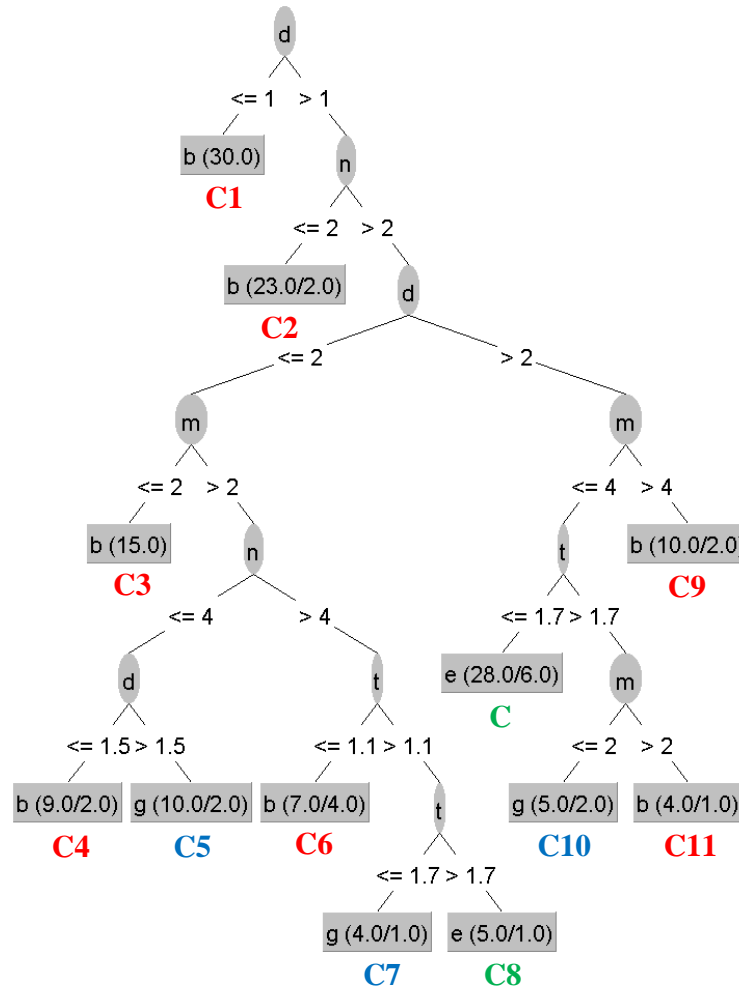 d
<= 1 > 1
b (30.0) n
C1
<= 2 > 2
b (23.0/2.0) d
C2
<= 2 > 2
m m
<= 2 > 2 <= 4 > 4
b (15.0) n t b (10.0/2.0)
C3 C9
<= 4 > 4 <= 1.7 > 1.7
d t e (28.0/6.0) m
C
<= 1.5 > 1.5 <= 1.1 > 1.1 <= 2 > 2
b (9.0/2.0) g (10.0/2.0) b (7.0/4.0) t g (5.0/2.0) b (4.0/1.0)
C4 C5 C6 C10 C11
<= 1.7 > 1.7
g (4.0/1.0) e (5.0/1.0)
C7 C8